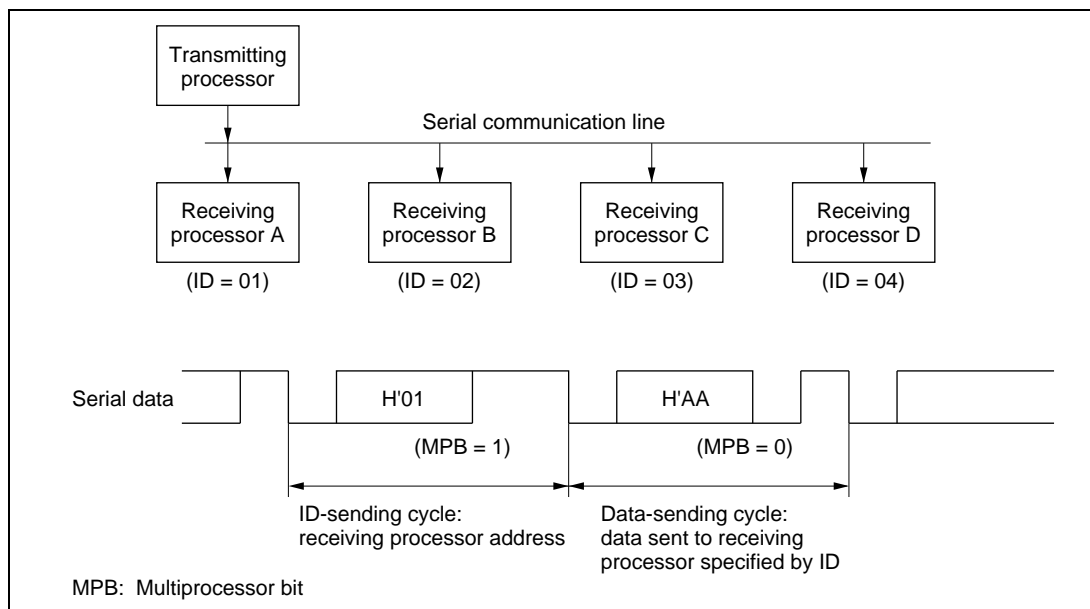 Transmitting
processor
Serial communication line
Receiving
processor A
Receiving
processor B
Receiving
processor C
Receiving
processor D
(ID = 01)
(ID = 02)
(ID = 03)
(ID = 04)
Serial data
H'01
H'AA
(MPB = 1)
(MPB = 0)
ID-sending cycle:
receiving processor address
Data-sending cycle:
data sent to receiving
processor specified by ID
MPB: Multiprocessor bit